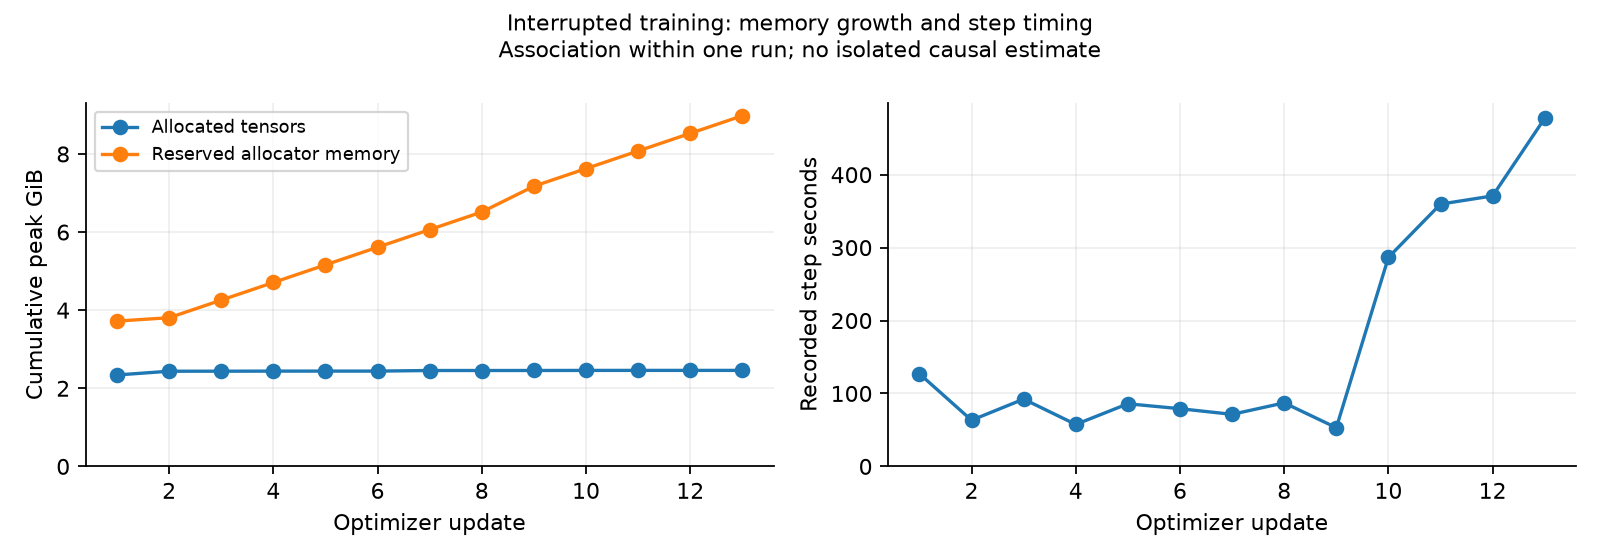 Interrupted training: memory growth and step timing
Association within one run; no isolated causal estimate
Allocated tensors
Reserved allocator memory
Cumulative peak GiB
8
6
4
2
0
2 4 6 8 10 12
Optimizer update
Recorded step seconds
400
300
200
100
0
2 4 6 8 10 12
Optimizer update